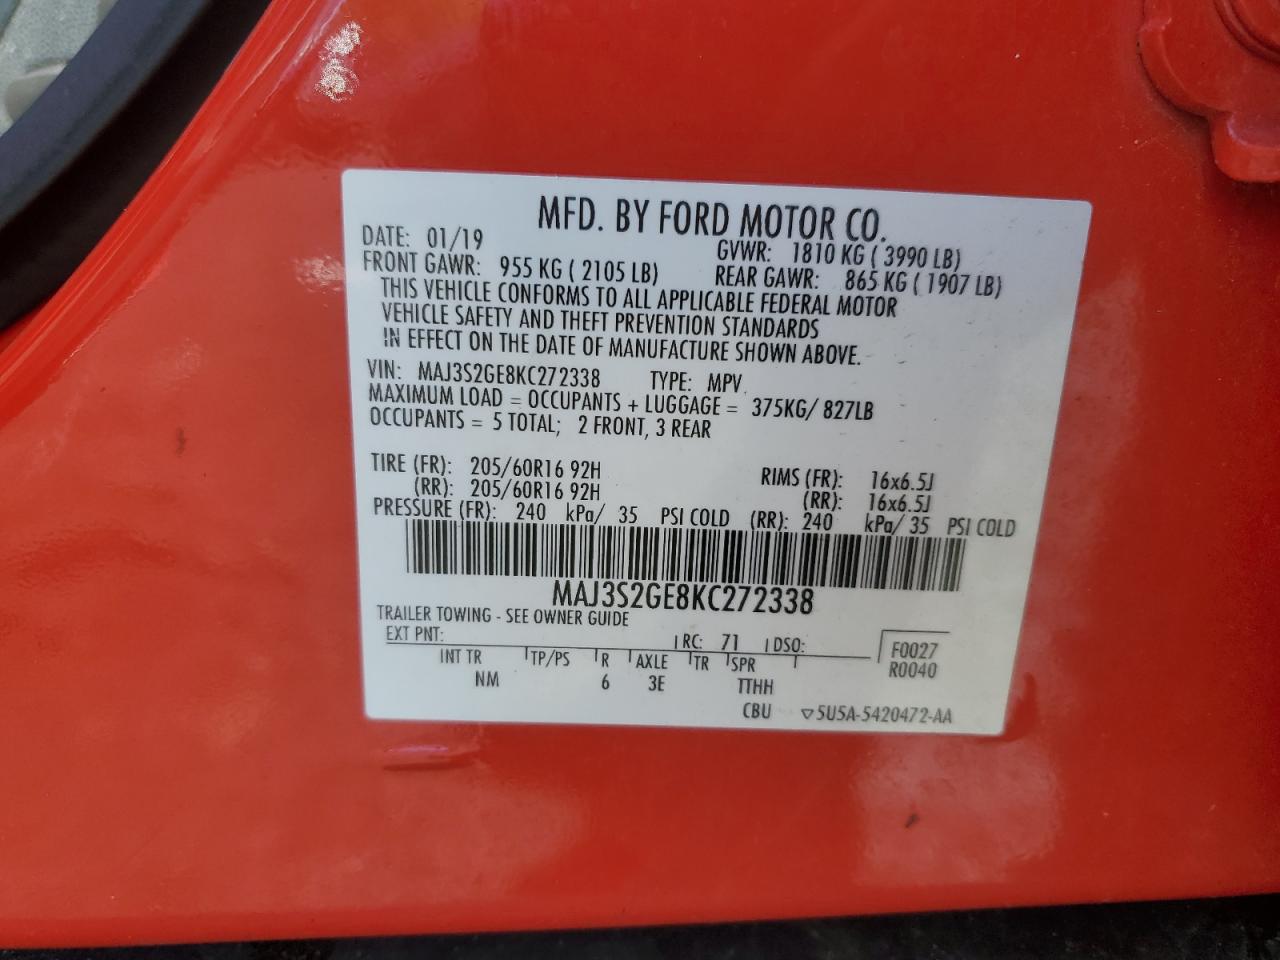 MFD. BY FORD MOTOR CO.
DATE: 01/19 GVWR: 1810 KG ( 3990 LB)
FRONT GAWR: 955 KG ( 2105 LB) REAR GAWR: 865 KG ( 1907 LB)
THIS VEHICLE CONFORMS TO ALL APPLICABLE FEDERAL MOTOR
VEHICLE SAFETY AND THEFT PREVENTION STANDARDS
IN EFFECT ON THE DATE OF MANUFACTURE SHOWN ABOVE.
VIN: MAJ3S2GE8KC272338 TYPE: MPV
MAXIMUM LOAD = OCCUPANTS + LUGGAGE = 375KG/ 827LB
OCCUPANTS = 5 TOTAL; 2 FRONT, 3 REAR
TIRE (FR): 205/60R16 92H RIMS (FR): 16x6.5J
(RR): 205/60R16 92H (RR): 16x6.5J
PRESSURE (FR): 240 kPa/ 35 PSI COLD (RR): 240 kPa/ 35 PSI COLD
MAJ3S2GE8KC272338
TRAILER TOWING - SEE OWNER GUIDE
EXT PNT: RC: 71 DSO: F0027
R0040
INT TR TP/PS R AXLE TR SPR
NM 6 3E TTHH
CBU ▽5U5A-5420472-AA